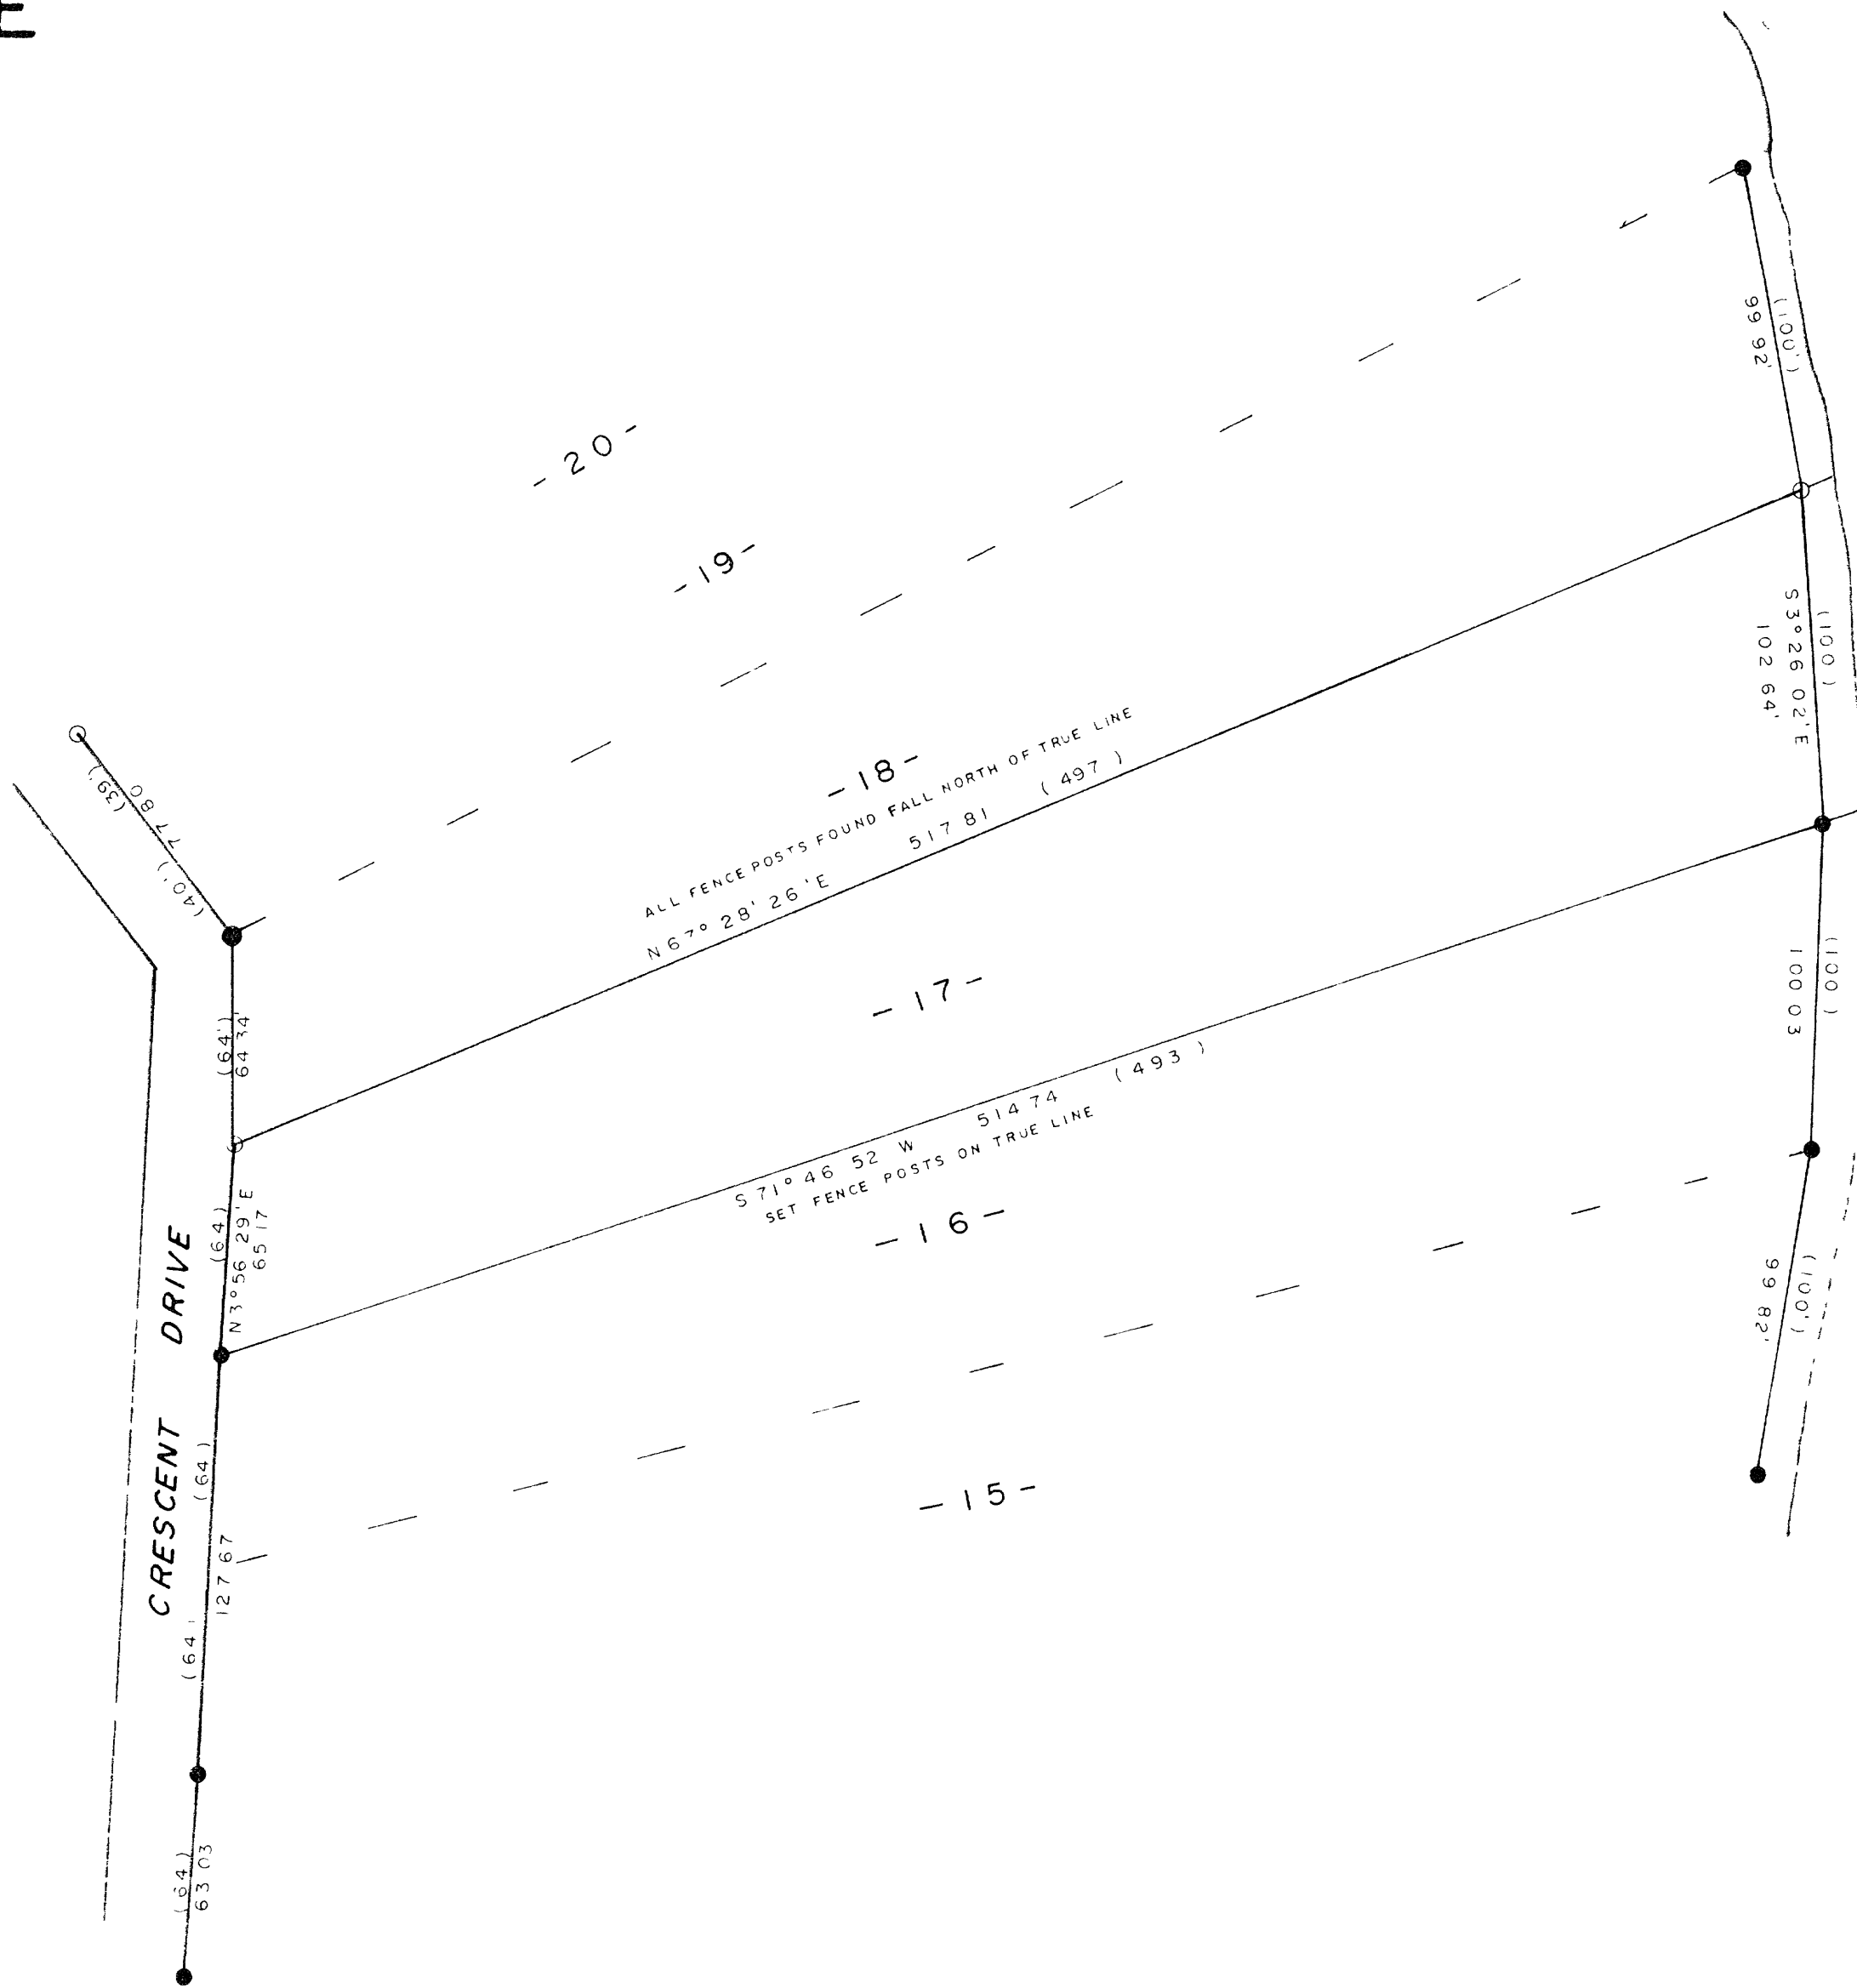 E
- 20 -
- 19 -
(100')
99 92'
(100)
S 3° 26 02' E
102 64'
(39')
77 80
(40')
- 18 -
ALL FENCE POSTS FOUND FALL NORTH OF TRUE LINE
517 81 (497)
N 67° 28' 26' E
- 17 -
(100)
100 03
(64')
64 34'
S 71° 46 52 W 514 74 (493)
SET FENCE POSTS ON TRUE LINE
- 16 -
(64)
N 3° 56 29' E
65 17
(100')
99 82'
CRESCENT DRIVE
(64)
127 67
(64
- 15 -
(64)
63 03